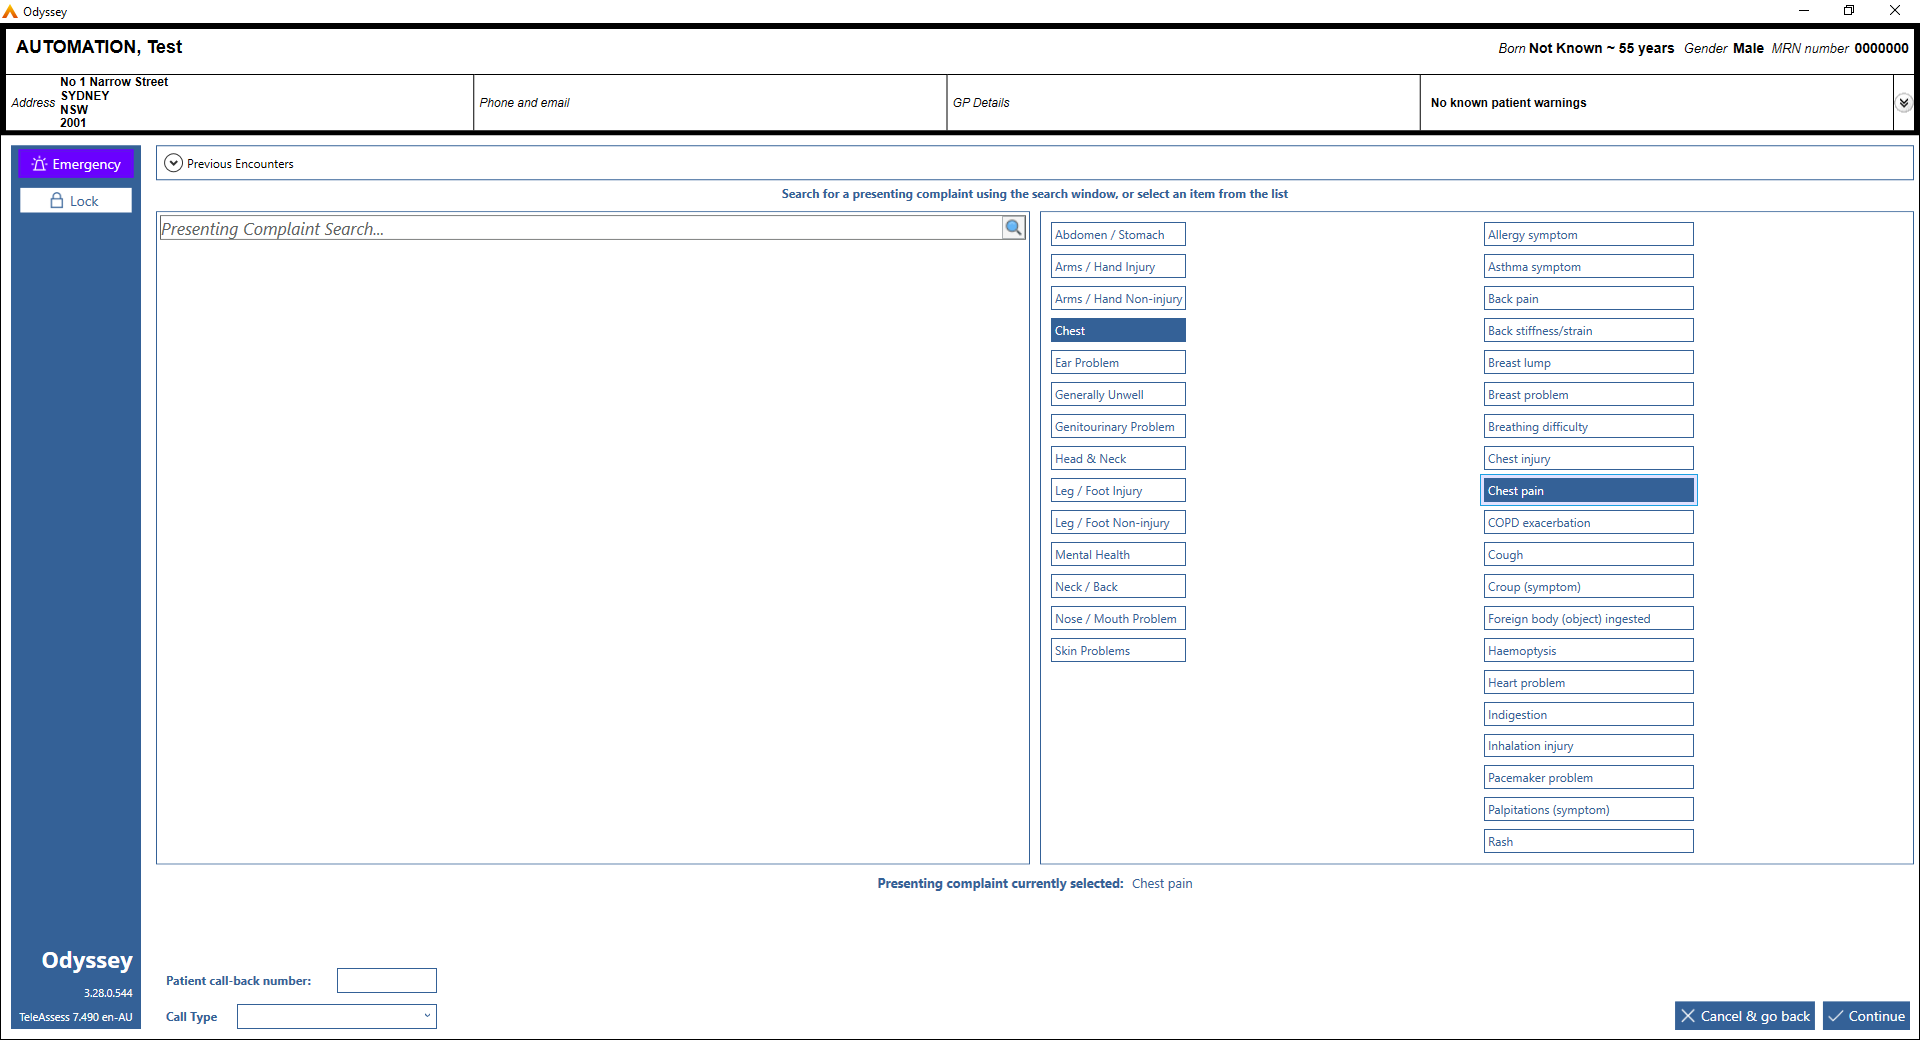 Odyssey
AUTOMATION, Test
Born Not Known ~ 55 years Gender Male MRN number 0000000
Address
No 1 Narrow Street
SYDNEY
NSW
2001
Phone and email
GP Details
No known patient warnings
Emergency
Lock
Previous Encounters
Search for a presenting complaint using the search window, or select an item from the list
Presenting Complaint Search...
Abdomen / Stomach
Arms / Hand Injury
Arms / Hand Non-injury
Chest
Ear Problem
Generally Unwell
Genitourinary Problem
Head & Neck
Leg / Foot Injury
Leg / Foot Non-injury
Mental Health
Neck / Back
Nose / Mouth Problem
Skin Problems
Allergy symptom
Asthma symptom
Back pain
Back stiffness/strain
Breast lump
Breast problem
Breathing difficulty
Chest injury
Chest pain
COPD exacerbation
Cough
Croup (symptom)
Foreign body (object) ingested
Haemoptysis
Heart problem
Indigestion
Inhalation injury
Pacemaker problem
Palpitations (symptom)
Rash
Presenting complaint currently selected: Chest pain
Odyssey
3.28.0.544
TeleAssess 7.490 en-AU
Patient call-back number:
Call Type
Cancel & go back
Continue